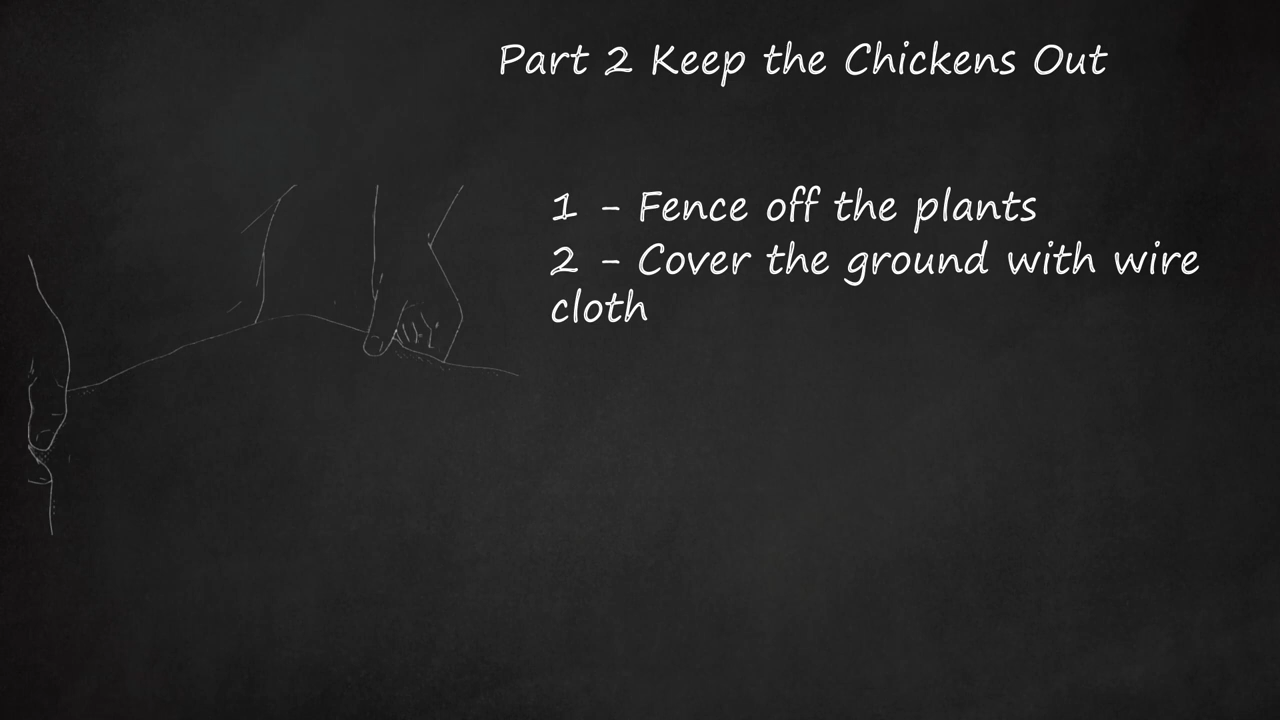 Part 2 Keep the Chickens Out
1 - Fence off the plants
2 - Cover the ground with wire
cloth